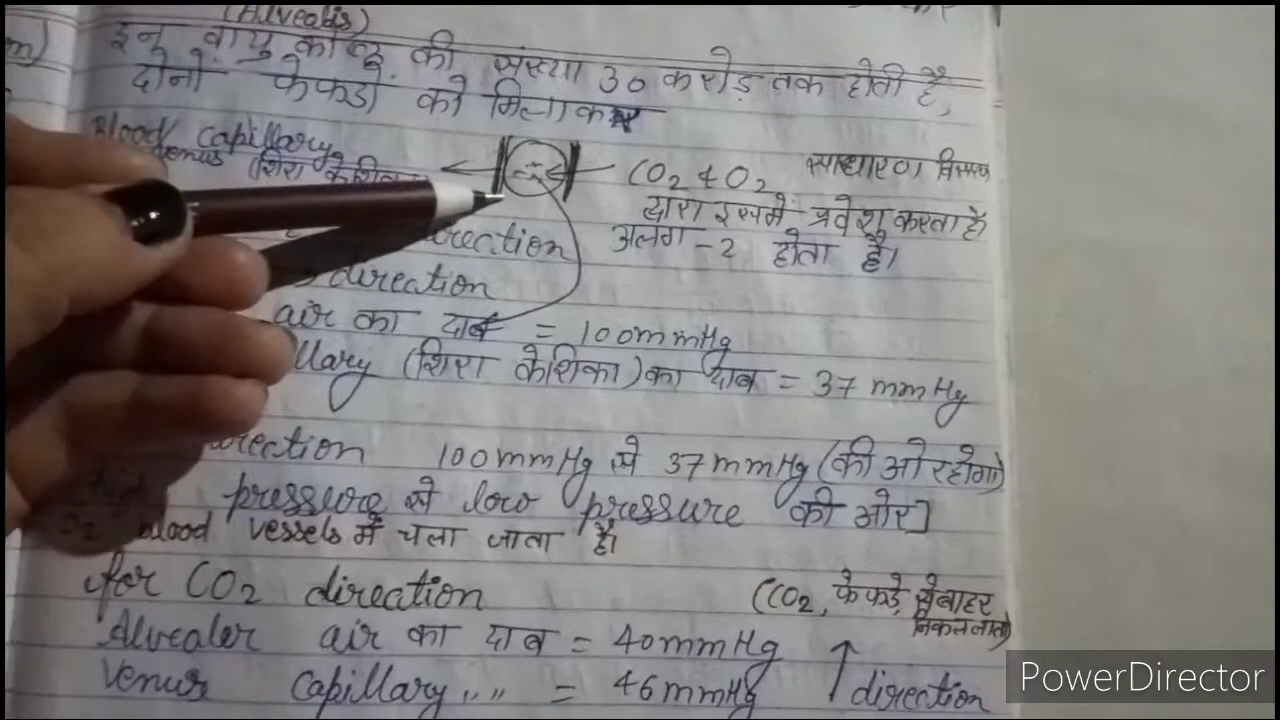 (Alvealis)
इन वायु कोष्ठ की संख्या 30 करोड़ तक होती है,
दोनों फेफडो को मिलाकर
Blood capillary
venus (शिरा केशिका
CO2 & O2 साधारण विसरण
द्वारा इसमें प्रवेश करता है
direction अलग-2 होता है।
direction
air का दाब = 100mmHg
llary (शिरा केशिका) का दाब = 37 mmHg
direction 100mmHg से 37mmHg (की ओर होगा)
pressure से low pressure की ओर]
blood vessels में चला जाता है।
for CO2 direction (CO2, फेफड़े से बाहर
निकल जाता)
Alvealer air का दाब = 40mmHg
Venus capillary ,, ,, = 46mmHg ↑ direction
PowerDirector